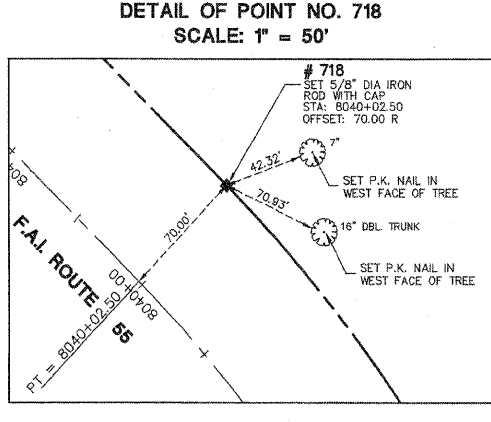 DETAIL OF POINT NO. 718
SCALE: 1" = 50'
# 718
SET 5/8" DIA IRON
ROD WITH CAP
STA: 8040+02.50
OFFSET: 70.00 R
7"
42.32'
SET P.K. NAIL IN
WEST FACE OF TREE
70.93'
16" DBL. TRUNK
SET P.K. NAIL IN
WEST FACE OF TREE
70.00'
F.A.I. ROUTE 55
8040+00
PT = 8040+02.50